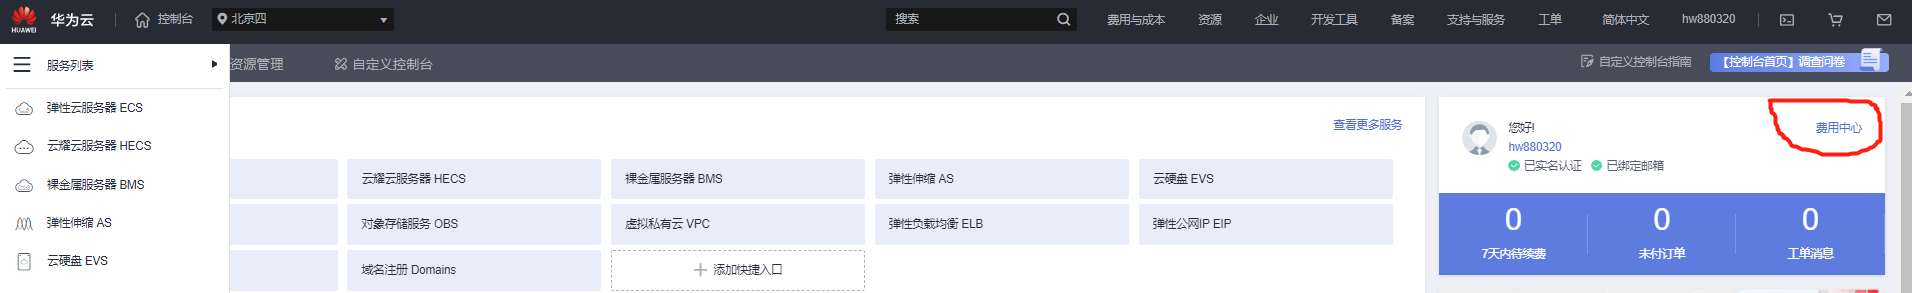 HUAWEI
华为云
控制台
北京四
搜索
费用与成本
资源
企业
开发工具
备案
支持与服务
工单
简体中文
hw880320
服务列表
资源管理
自定义控制台
自定义控制台指南
【控制台首页】调查问卷
弹性云服务器 ECS
云耀云服务器 HECS
裸金属服务器 BMS
弹性伸缩 AS
云硬盘 EVS
查看更多服务
云耀云服务器 HECS
裸金属服务器 BMS
弹性伸缩 AS
云硬盘 EVS
对象存储服务 OBS
虚拟私有云 VPC
弹性负载均衡 ELB
弹性公网IP EIP
域名注册 Domains
添加快捷入口
您好!
费用中心
hw880320
已实名认证
已绑定邮箱
0
0
0
7天内待续费
未付订单
工单消息